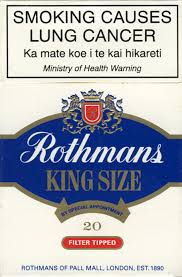 SMOKING CAUSES
LUNG CANCER
Ka mate koe i te kai hikareti
Ministry of Health Warning
Rothmans
KING SIZE
BY SPECIAL APPOINTMENT
20
FILTER TIPPED
ROTHMANS OF PALL MALL, LONDON, EST. 1890